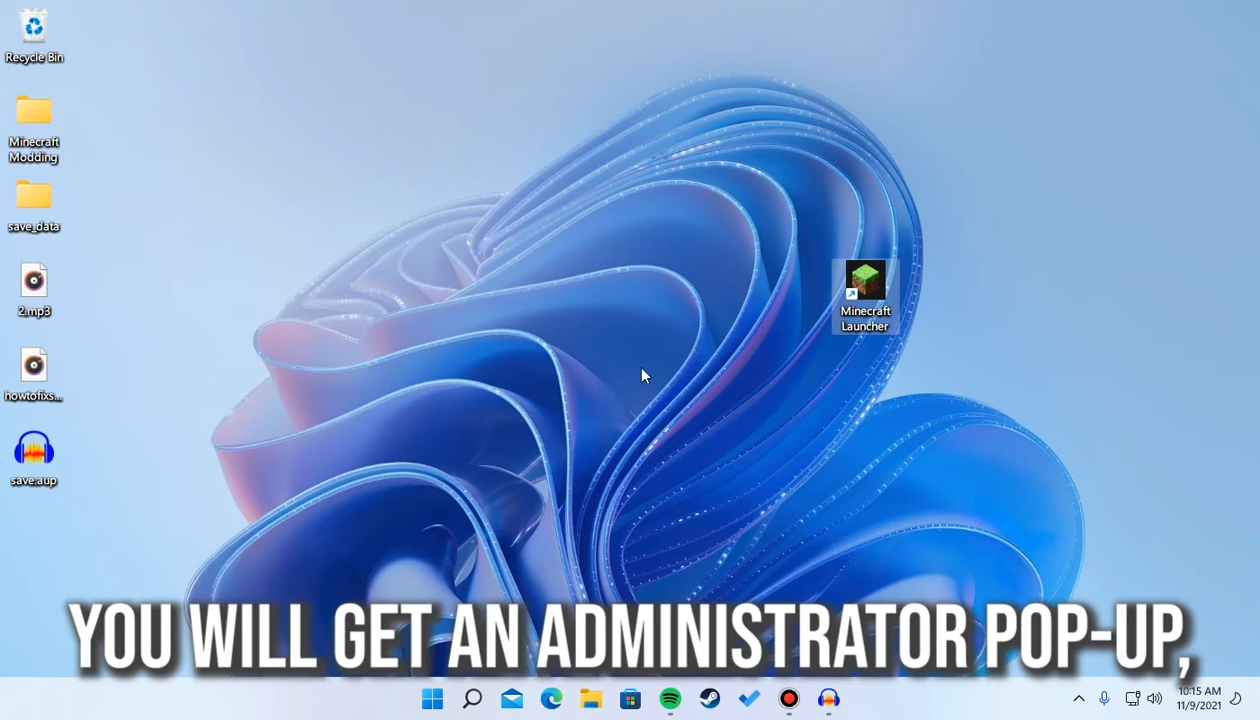 Recycle Bin
Minecraft
Modding
save_data
2.mp3
howtofixs...
save.aup
Minecraft
Launcher
YOU WILL GET AN ADMINISTRATOR POP-UP,
10:15 AM
11/9/2021